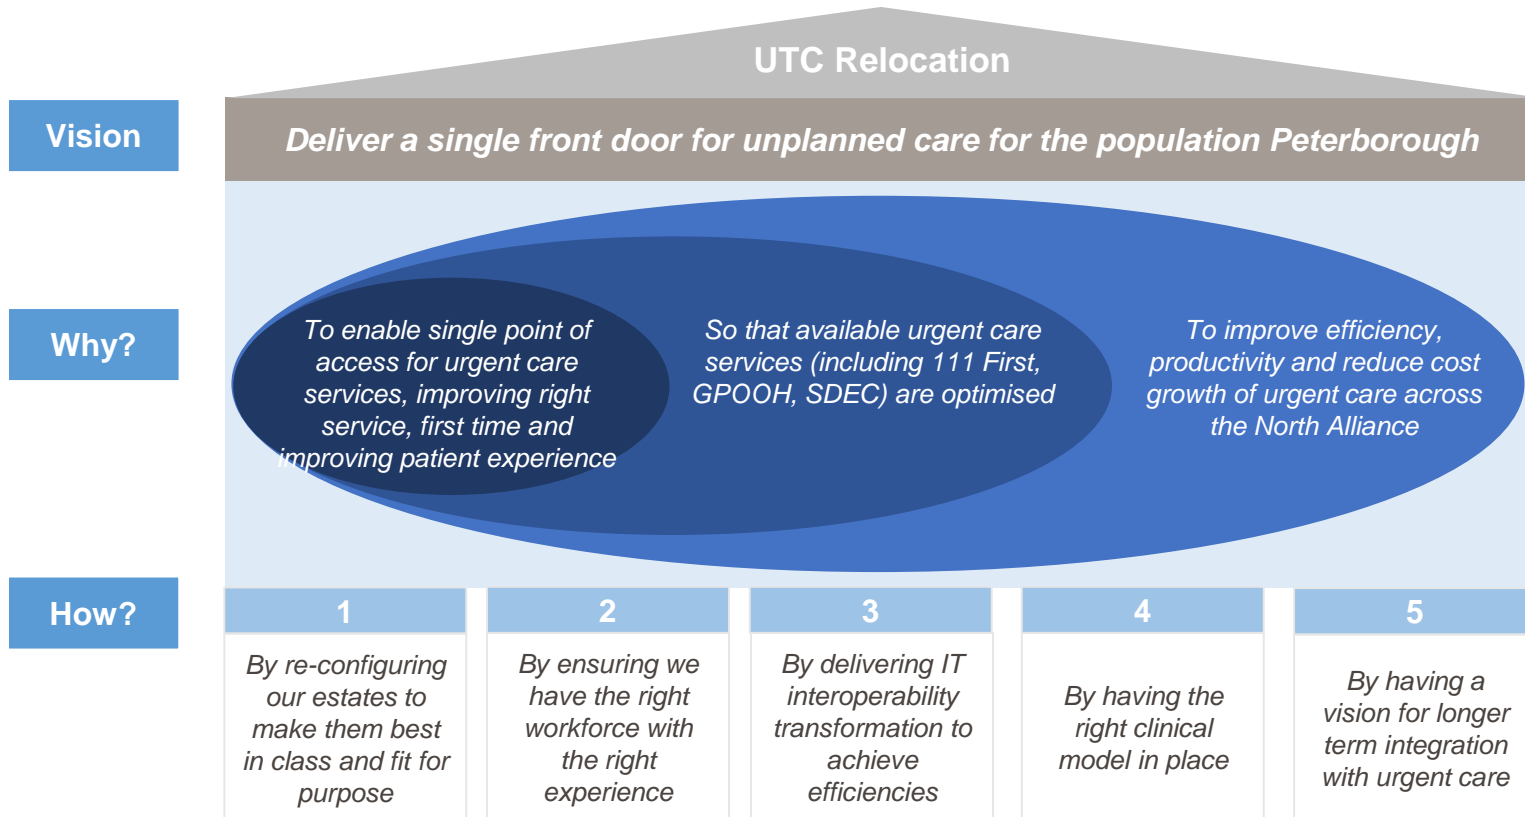 UTC Relocation
Vision
Deliver a single front door for unplanned care for the population Peterborough
Why?
To enable single point of
access for urgent care
services, improving right
service, first time and
improving patient experience
So that available urgent care
services (including 111 First,
GPOOH, SDEC) are optimised
To improve efficiency,
productivity and reduce cost
growth of urgent care across
the North Alliance
How?
1
By re-configuring
our estates to
make them best
in class and fit for
purpose
2
By ensuring we
have the right
workforce with
the right
experience
3
By delivering IT
interoperability
transformation to
achieve
efficiencies
4
By having the
right clinical
model in place
5
By having a
vision for longer
term integration
with urgent care